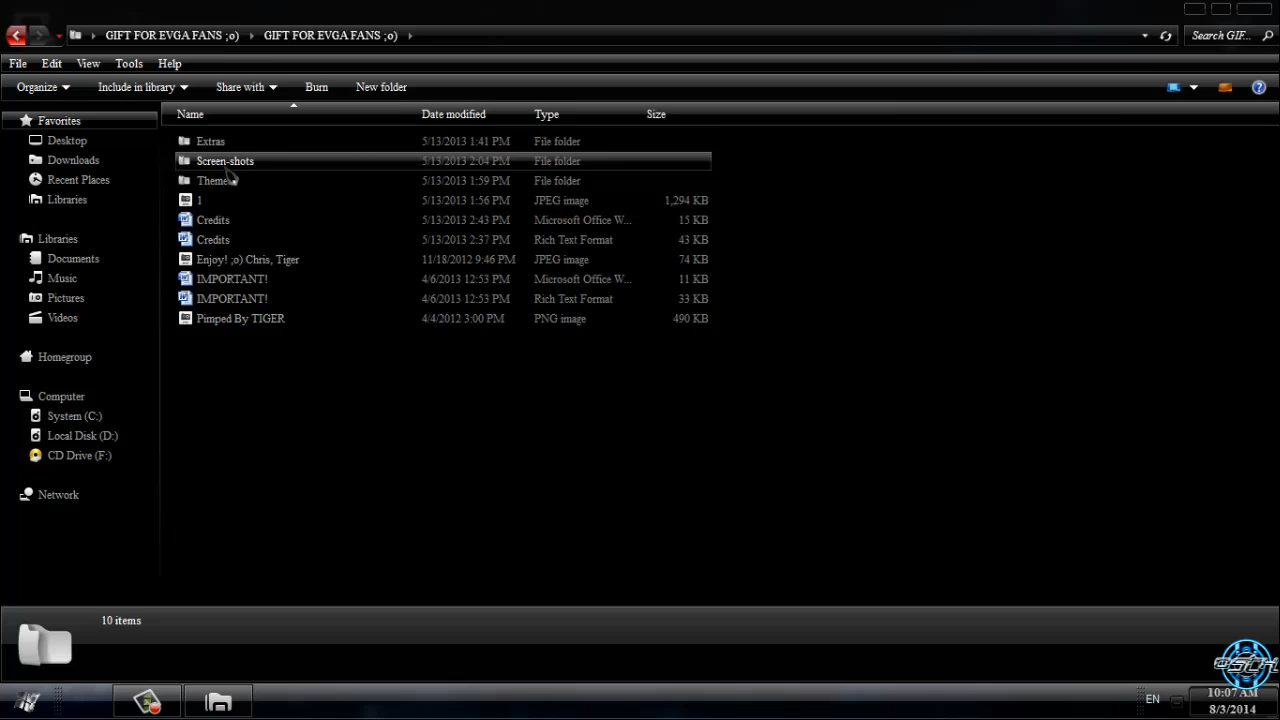 GIFT FOR EVGA FANS ;o) GIFT FOR EVGA FANS ;o) Search GIF...
File Edit View Tools Help
Organize Include in library Share with Burn New folder
Favorites
Desktop
Downloads
Recent Places
Libraries
Libraries
Documents
Music
Pictures
Videos
Homegroup
Computer
System (C:)
Local Disk (D:)
CD Drive (F:)
Network
Name Date modified Type Size
Extras 5/13/2013 1:41 PM File folder
Screen-shots 5/13/2013 2:04 PM File folder
Theme 5/13/2013 1:59 PM File folder
1 5/13/2013 1:56 PM JPEG image 1,294 KB
Credits 5/13/2013 2:43 PM Microsoft Office W... 15 KB
Credits 5/13/2013 2:37 PM Rich Text Format 43 KB
Enjoy! ;o) Chris, Tiger 11/18/2012 9:46 PM JPEG image 74 KB
IMPORTANT! 4/6/2013 12:53 PM Microsoft Office W... 11 KB
IMPORTANT! 4/6/2013 12:53 PM Rich Text Format 33 KB
Pimped By TIGER 4/4/2012 3:00 PM PNG image 490 KB
10 items
EN 10:07 AM
8/3/2014